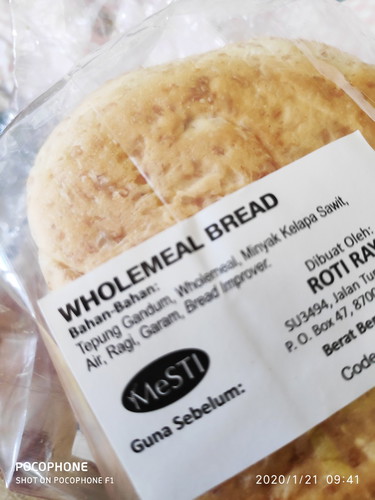 WHOLEMEAL BREAD
Bahan-Bahan:
Tepung Gandum, Wholemeal, Minyak Kelapa Sawit,
Air, Ragi, Garam, Bread Improver.
MeSTI
Guna Sebelum:
Dibuat Oleh:
ROTI RAY
SU3494, Jalan Tun
P. O. Box 47, 8700
Berat Ber
Code
POCOPHONE
SHOT ON POCOPHONE F1
2020/1/21 09:41